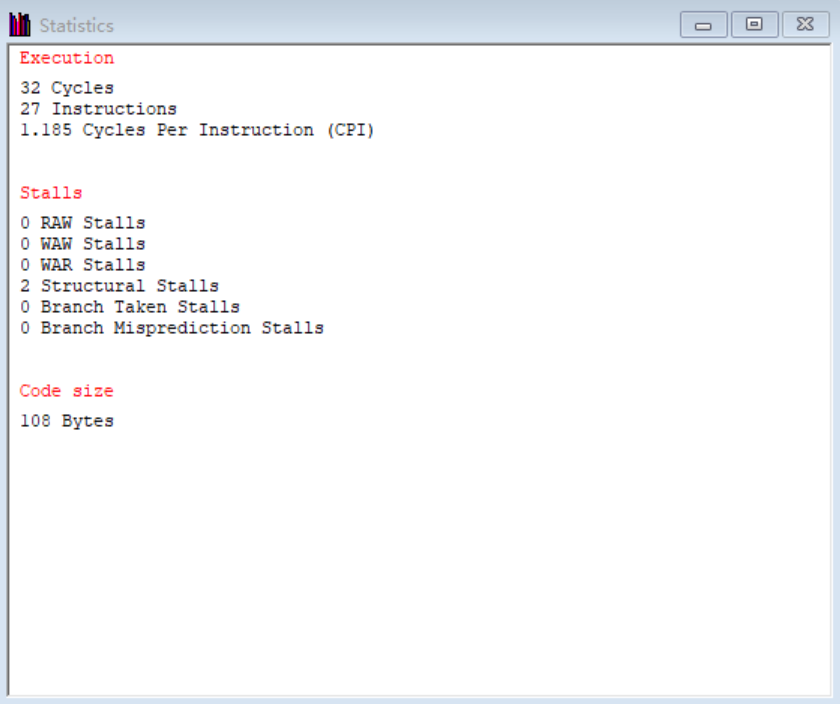 Statistics
Execution
32 Cycles
27 Instructions
1.185 Cycles Per Instruction (CPI)
Stalls
0 RAW Stalls
0 WAW Stalls
0 WAR Stalls
2 Structural Stalls
0 Branch Taken Stalls
0 Branch Misprediction Stalls
Code size
108 Bytes